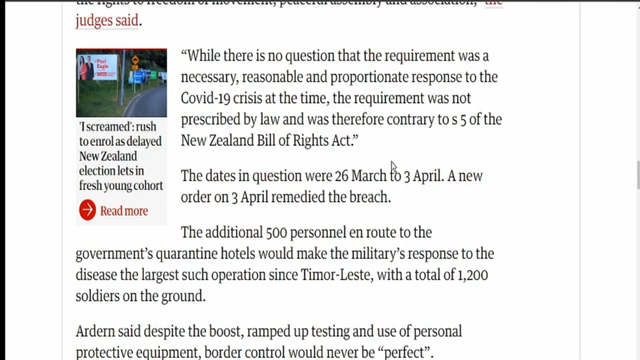 the rights to freedom of movement, peaceful assembly and association," the
judges said.
"While there is no question that the requirement was a
necessary, reasonable and proportionate response to the
Covid-19 crisis at the time, the requirement was not
prescribed by law and was therefore contrary to s 5 of the
New Zealand Bill of Rights Act."
'I screamed': rush
to enrol as delayed
New Zealand
election lets in
fresh young cohort
Read more
The dates in question were 26 March to 3 April. A new
order on 3 April remedied the breach.
The additional 500 personnel en route to the
government's quarantine hotels would make the military's response to the
disease the largest such operation since Timor-Leste, with a total of 1,200
soldiers on the ground.
Ardern said despite the boost, ramped up testing and use of personal
protective equipment, border control would never be "perfect".